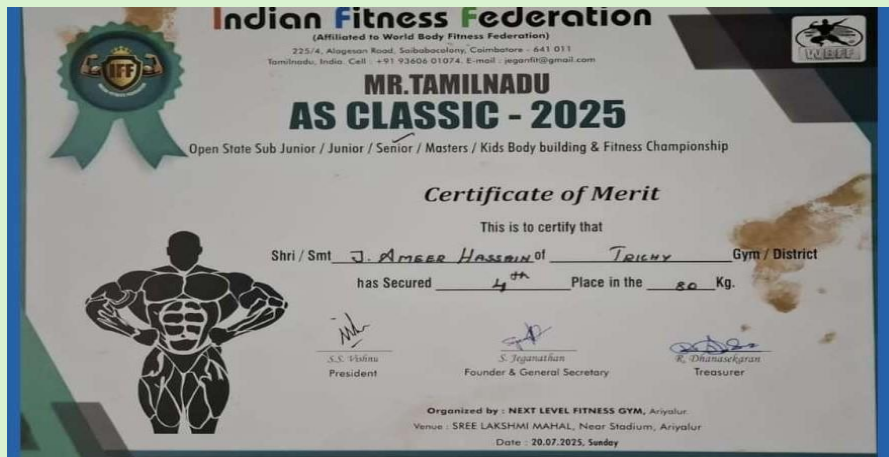 Indian Fitness Federation
(Affiliated to World Body Fitness Federation)
225/4, Alagesan Road, Saibabacolony, Coimbatore - 641 011
Tamilnadu, India. Cell : +91 93606 01074. E-mail : jeganfit@gmail.com
IFF
WBFF
MR.TAMILNADU
AS CLASSIC - 2025
Open State Sub Junior / Junior / Senior / Masters / Kids Body building & Fitness Championship
Certificate of Merit
This is to certify that
Shri / Smt J. AMEER HASSAIN of TRICHY Gym / District
has Secured 4th Place in the 80 Kg.
S.S. Vishnu
President
S. Jeganathan
Founder & General Secretary
R. Dhanasekaran
Treasurer
Organized by : NEXT LEVEL FITNESS GYM, Ariyalur
Venue : SREE LAKSHMI MAHAL, Near Stadium, Ariyalur
Date : 20.07.2025, Sunday